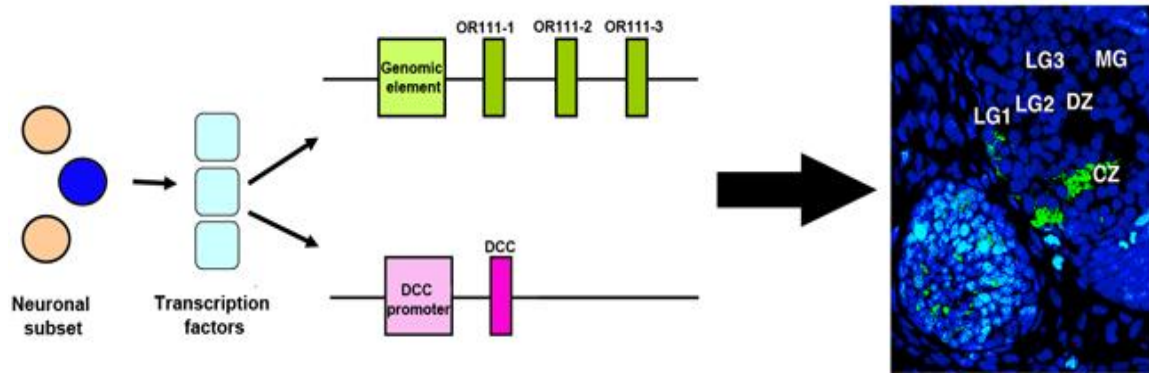 OR111-1 OR111-2 OR111-3
Genomic
element
LG3 MG
LG2 DZ
LG1
CZ
DCC
DCC
promoter
Neuronal
subset
Transcription
factors